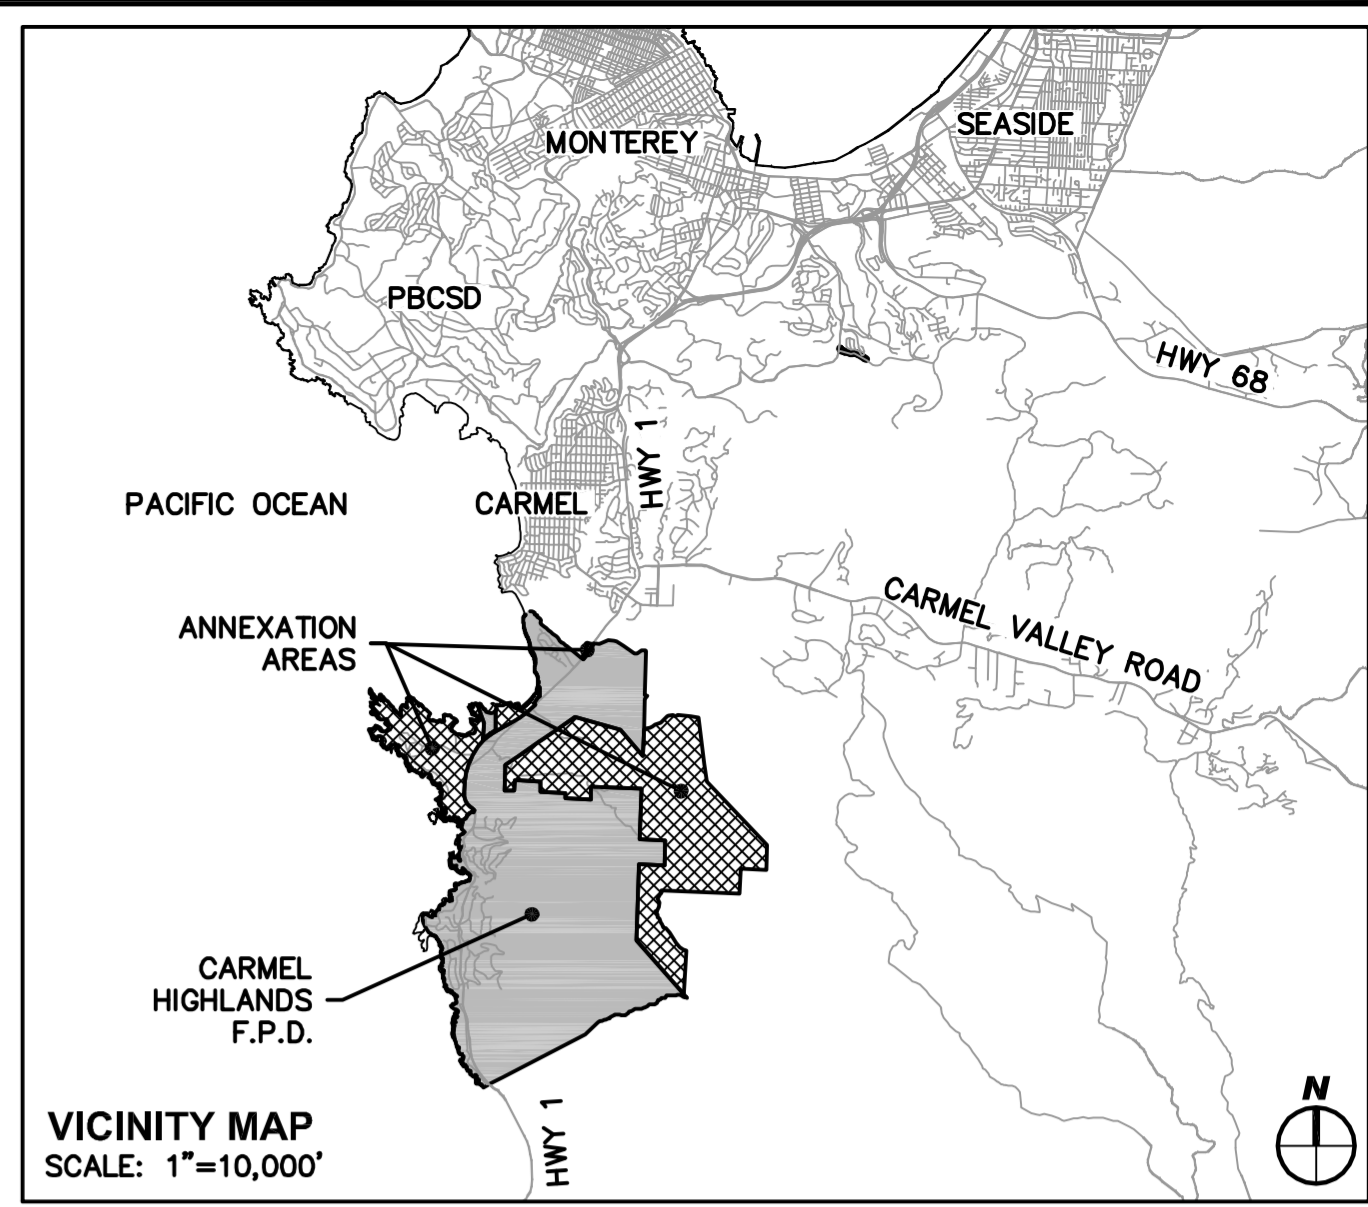 MONTEREY
SEASIDE
PBCSD
HWY 68
HWY 1
PACIFIC OCEAN
CARMEL
CARMEL VALLEY ROAD
ANNEXATION
AREAS
CARMEL
HIGHLANDS
F.P.D.
HWY 1
N
VICINITY MAP
SCALE: 1"=10,000'